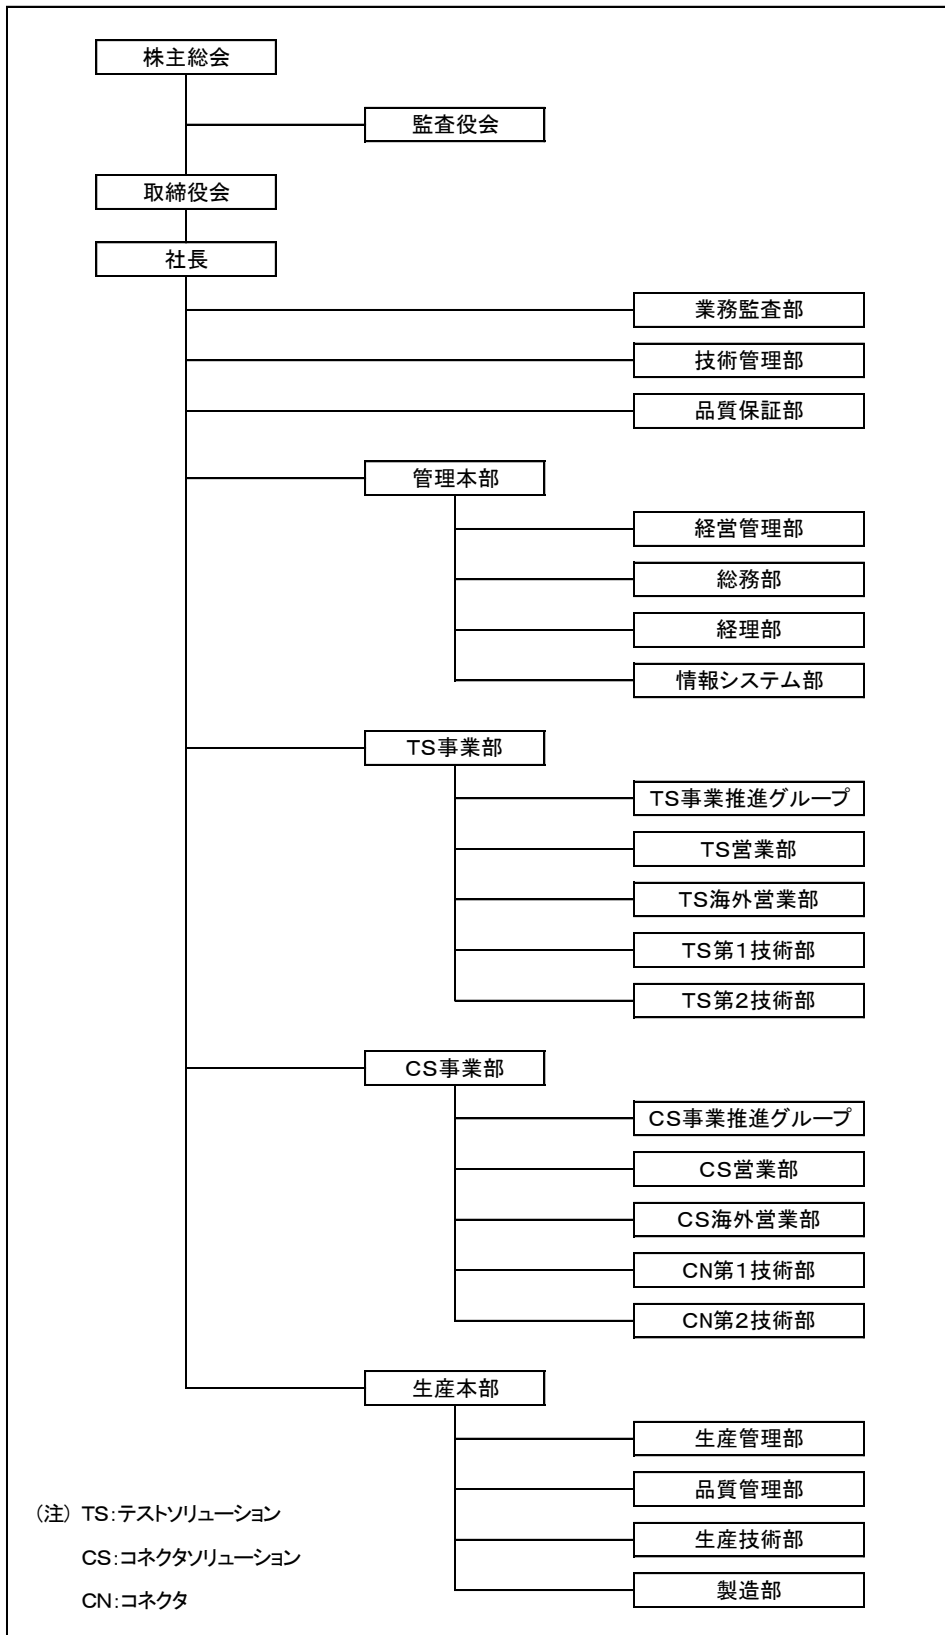 株主総会
監査役会
取締役会
社長
業務監査部
技術管理部
品質保証部
管理本部
経営管理部
総務部
経理部
情報システム部
TS事業部
TS事業推進グループ
TS営業部
TS海外営業部
TS第1技術部
TS第2技術部
CS事業部
CS事業推進グループ
CS営業部
CS海外営業部
CN第1技術部
CN第2技術部
生産本部
生産管理部
品質管理部
生産技術部
製造部
(注) TS:テストソリューション
CS:コネクタソリューション
CN:コネクタ